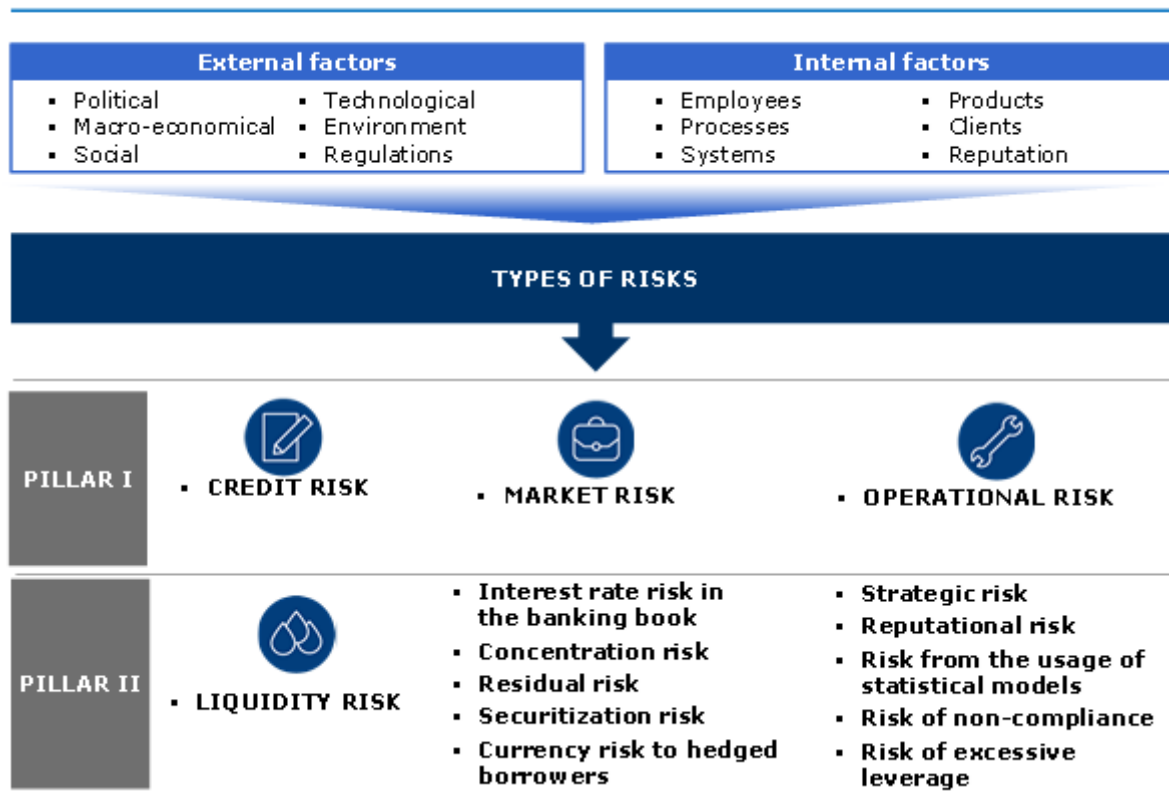 External factors
▪ Political
▪ Macro-economical
▪ Social
▪ Technological
▪ Environment
▪ Regulations
Internal factors
▪ Employees
▪ Processes
▪ Systems
▪ Products
▪ Clients
▪ Reputation
TYPES OF RISKS
PILLAR I
▪ CREDIT RISK
▪ MARKET RISK
▪ OPERATIONAL RISK
PILLAR II
▪ LIQUIDITY RISK
▪ Interest rate risk in
the banking book
▪ Concentration risk
▪ Residual risk
▪ Securitization risk
▪ Currency risk to hedged
borrowers
▪ Strategic risk
▪ Reputational risk
▪ Risk from the usage of
statistical models
▪ Risk of non-compliance
▪ Risk of excessive
leverage